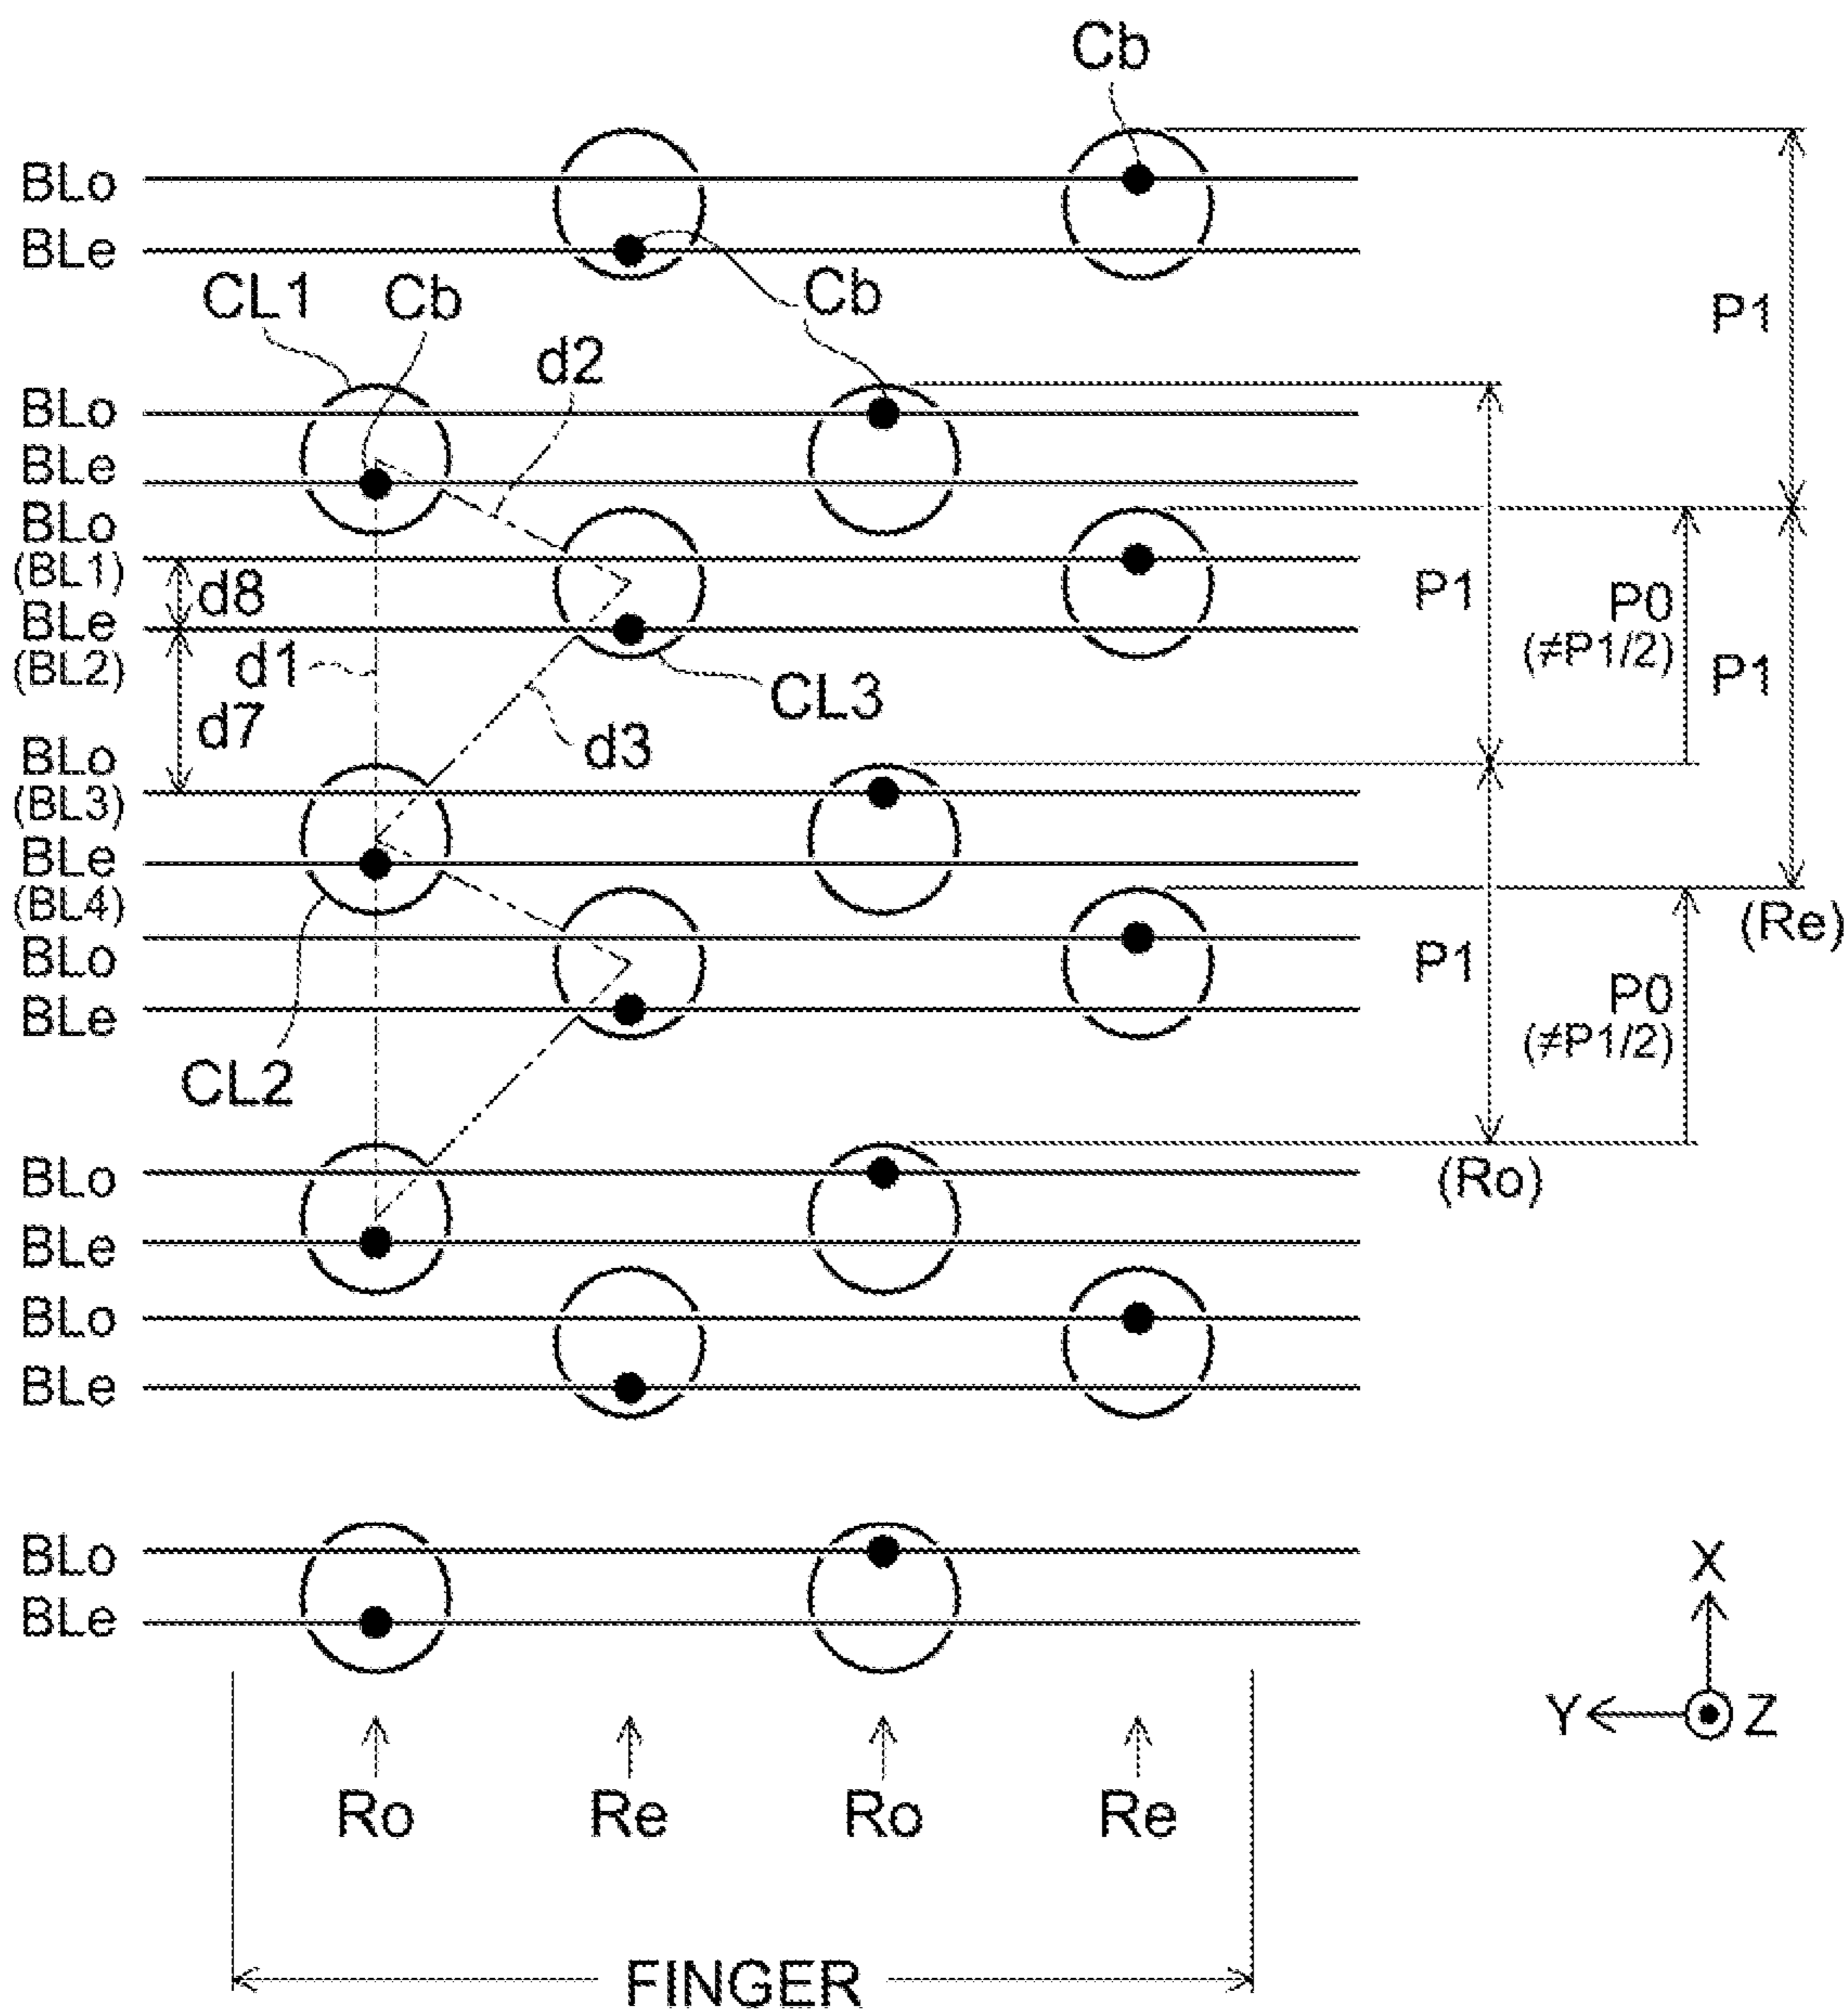 Cb
BLo
BLe
CL1
Cb
Cb
P1
d2
BLo
BLe
BLo
(BL1)
d8
P1
P0
(≠P1/2)
BLe
(BL2)
d1
CL3
P1
d7
d3
BLo
(BL3)
BLe
(BL4)
(Re)
BLo
P1
P0
(≠P1/2)
BLe
CL2
BLo
(Ro)
BLe
BLo
BLe
BLo
BLe
X
Y
Z
Ro Re Ro Re
FINGER